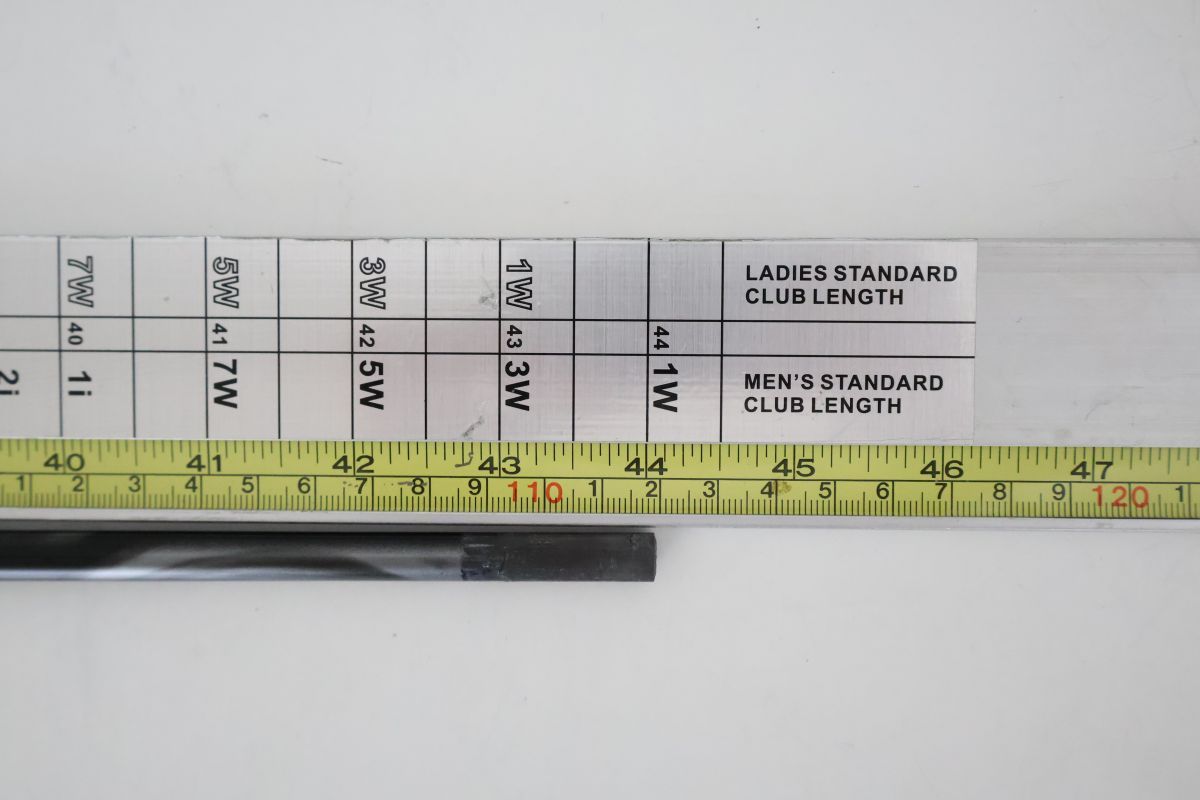 7W 5W 3W 1W LADIES STANDARD
CLUB LENGTH
40 41 42 43 44
2i 1i 7W 5W 3W 1W MEN'S STANDARD
CLUB LENGTH
40 41 42 43 44 45 46 47
1 2 3 4 5 6 7 8 9 110 1 2 3 4 5 6 7 8 9 120 1